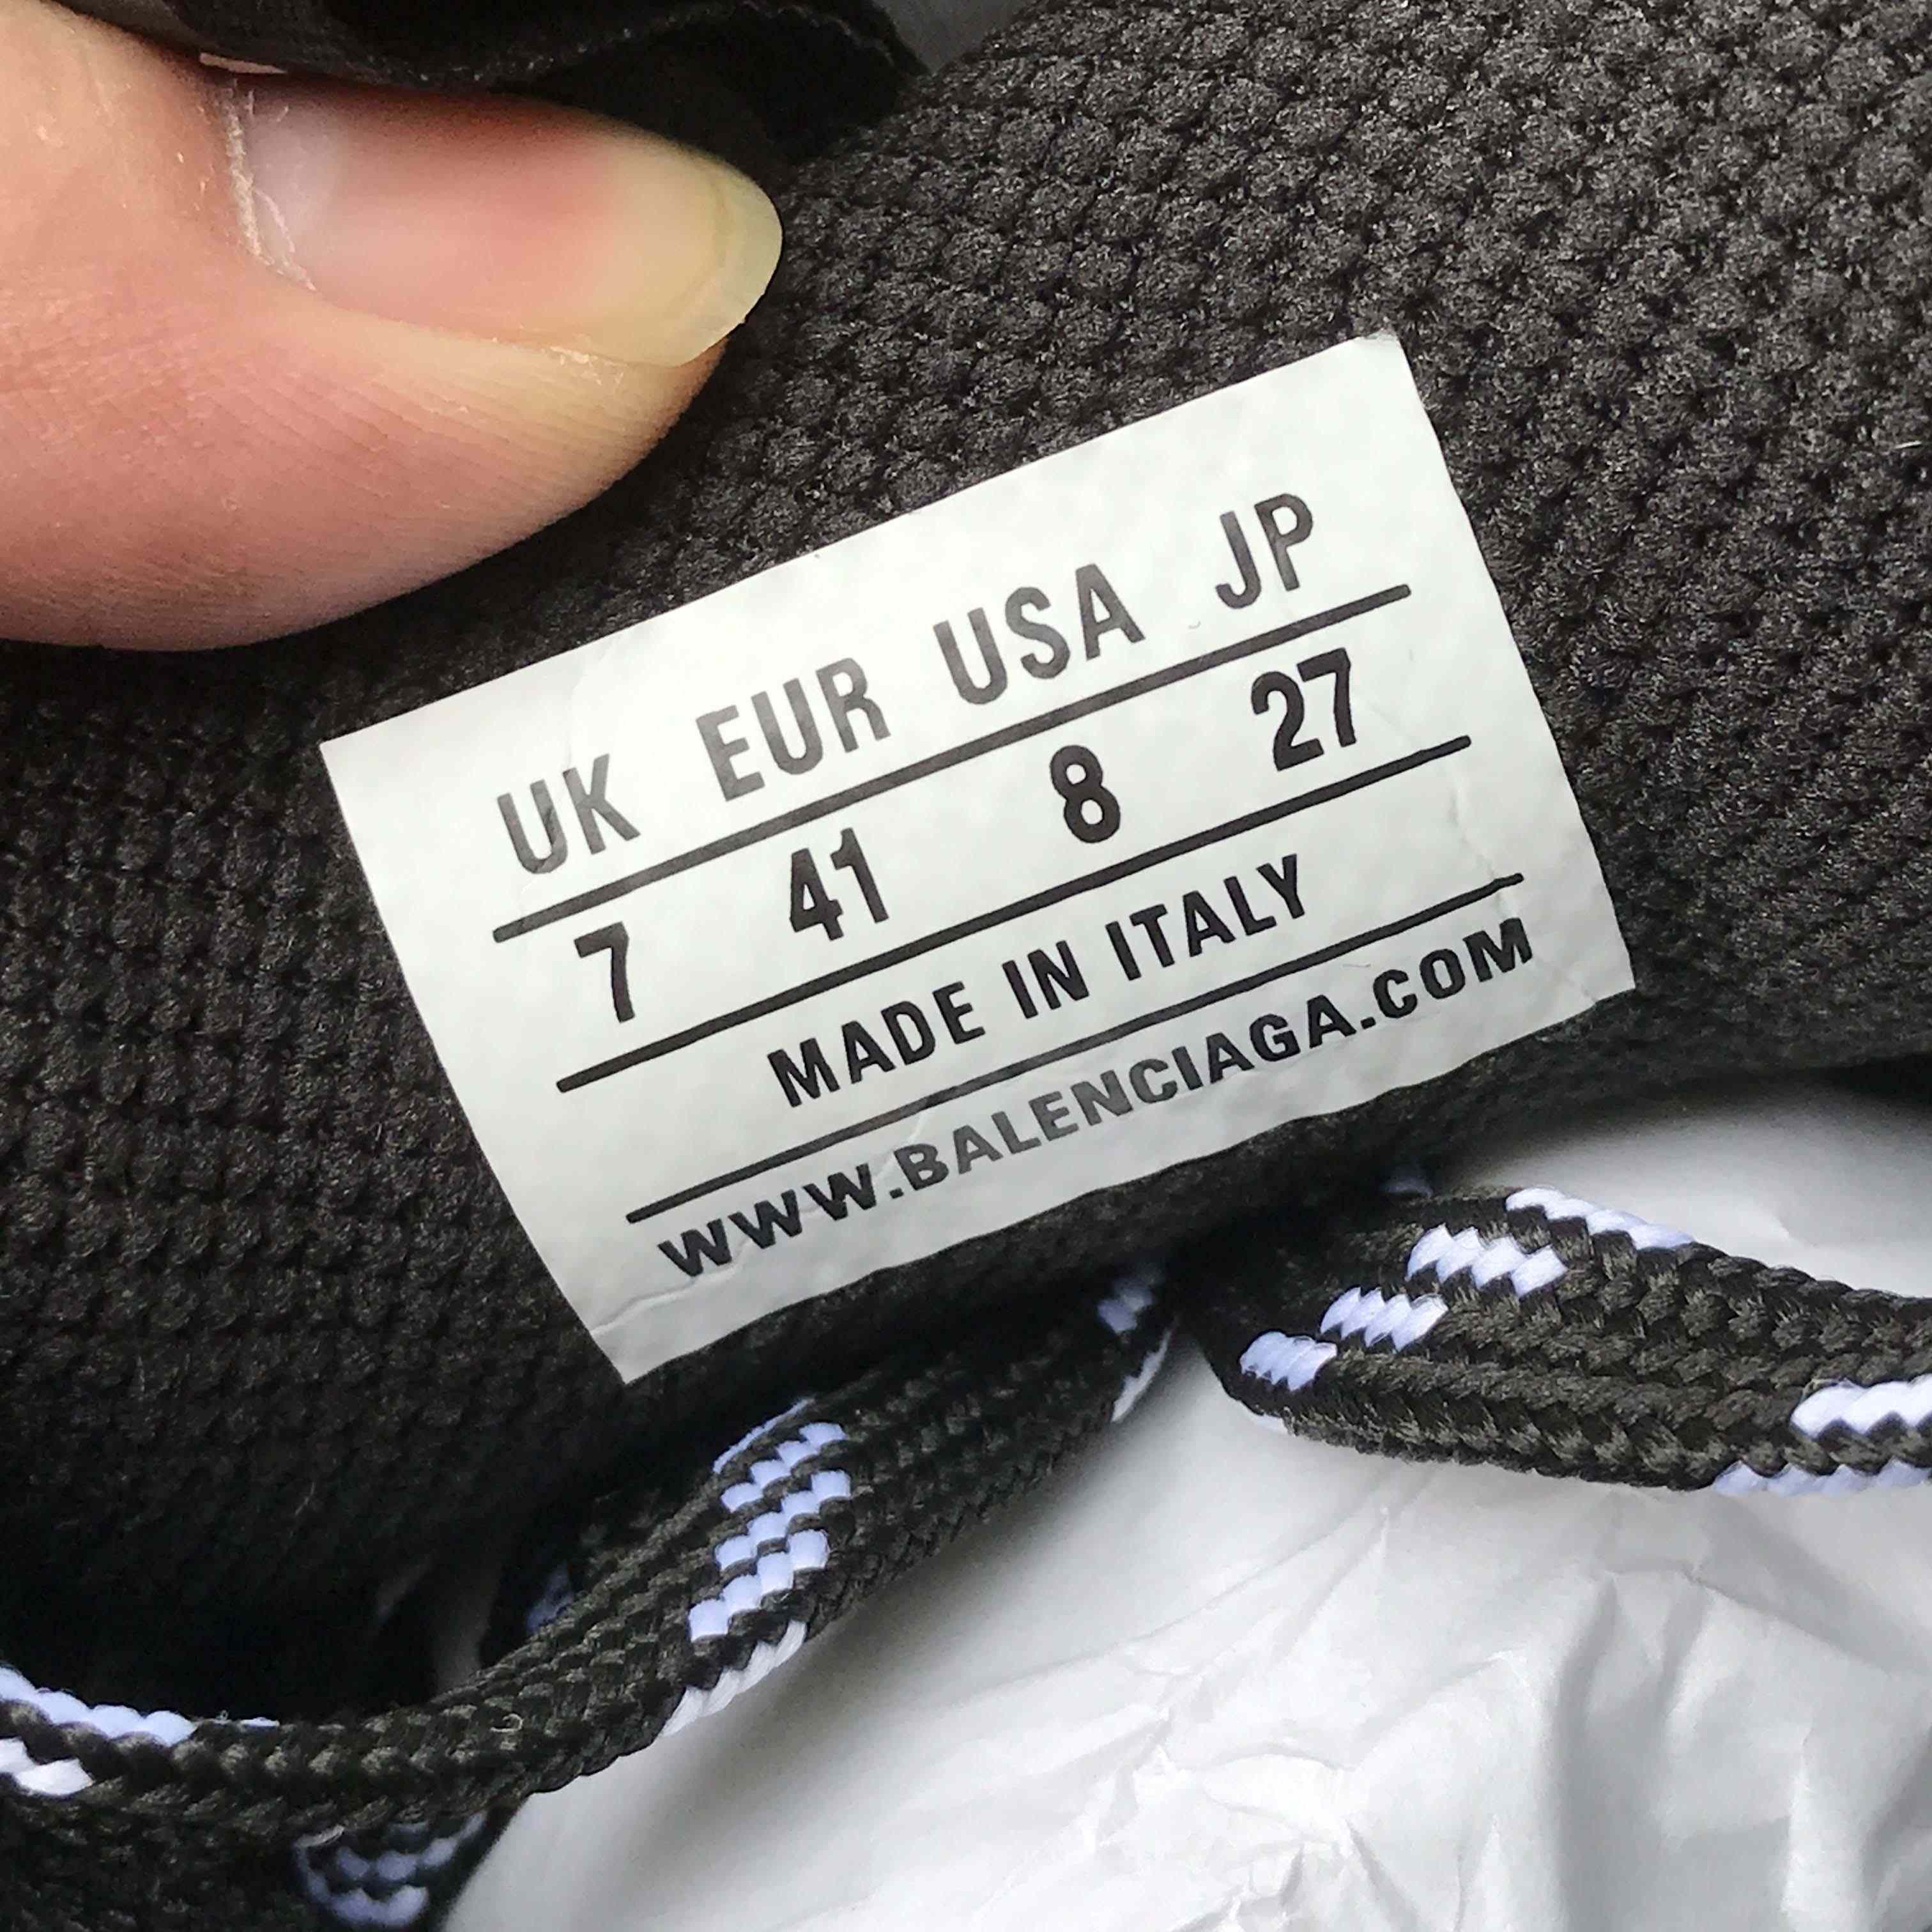 UK EUR USA JP
7 41 8 27
MADE IN ITALY
WWW.BALENCIAGA.COM